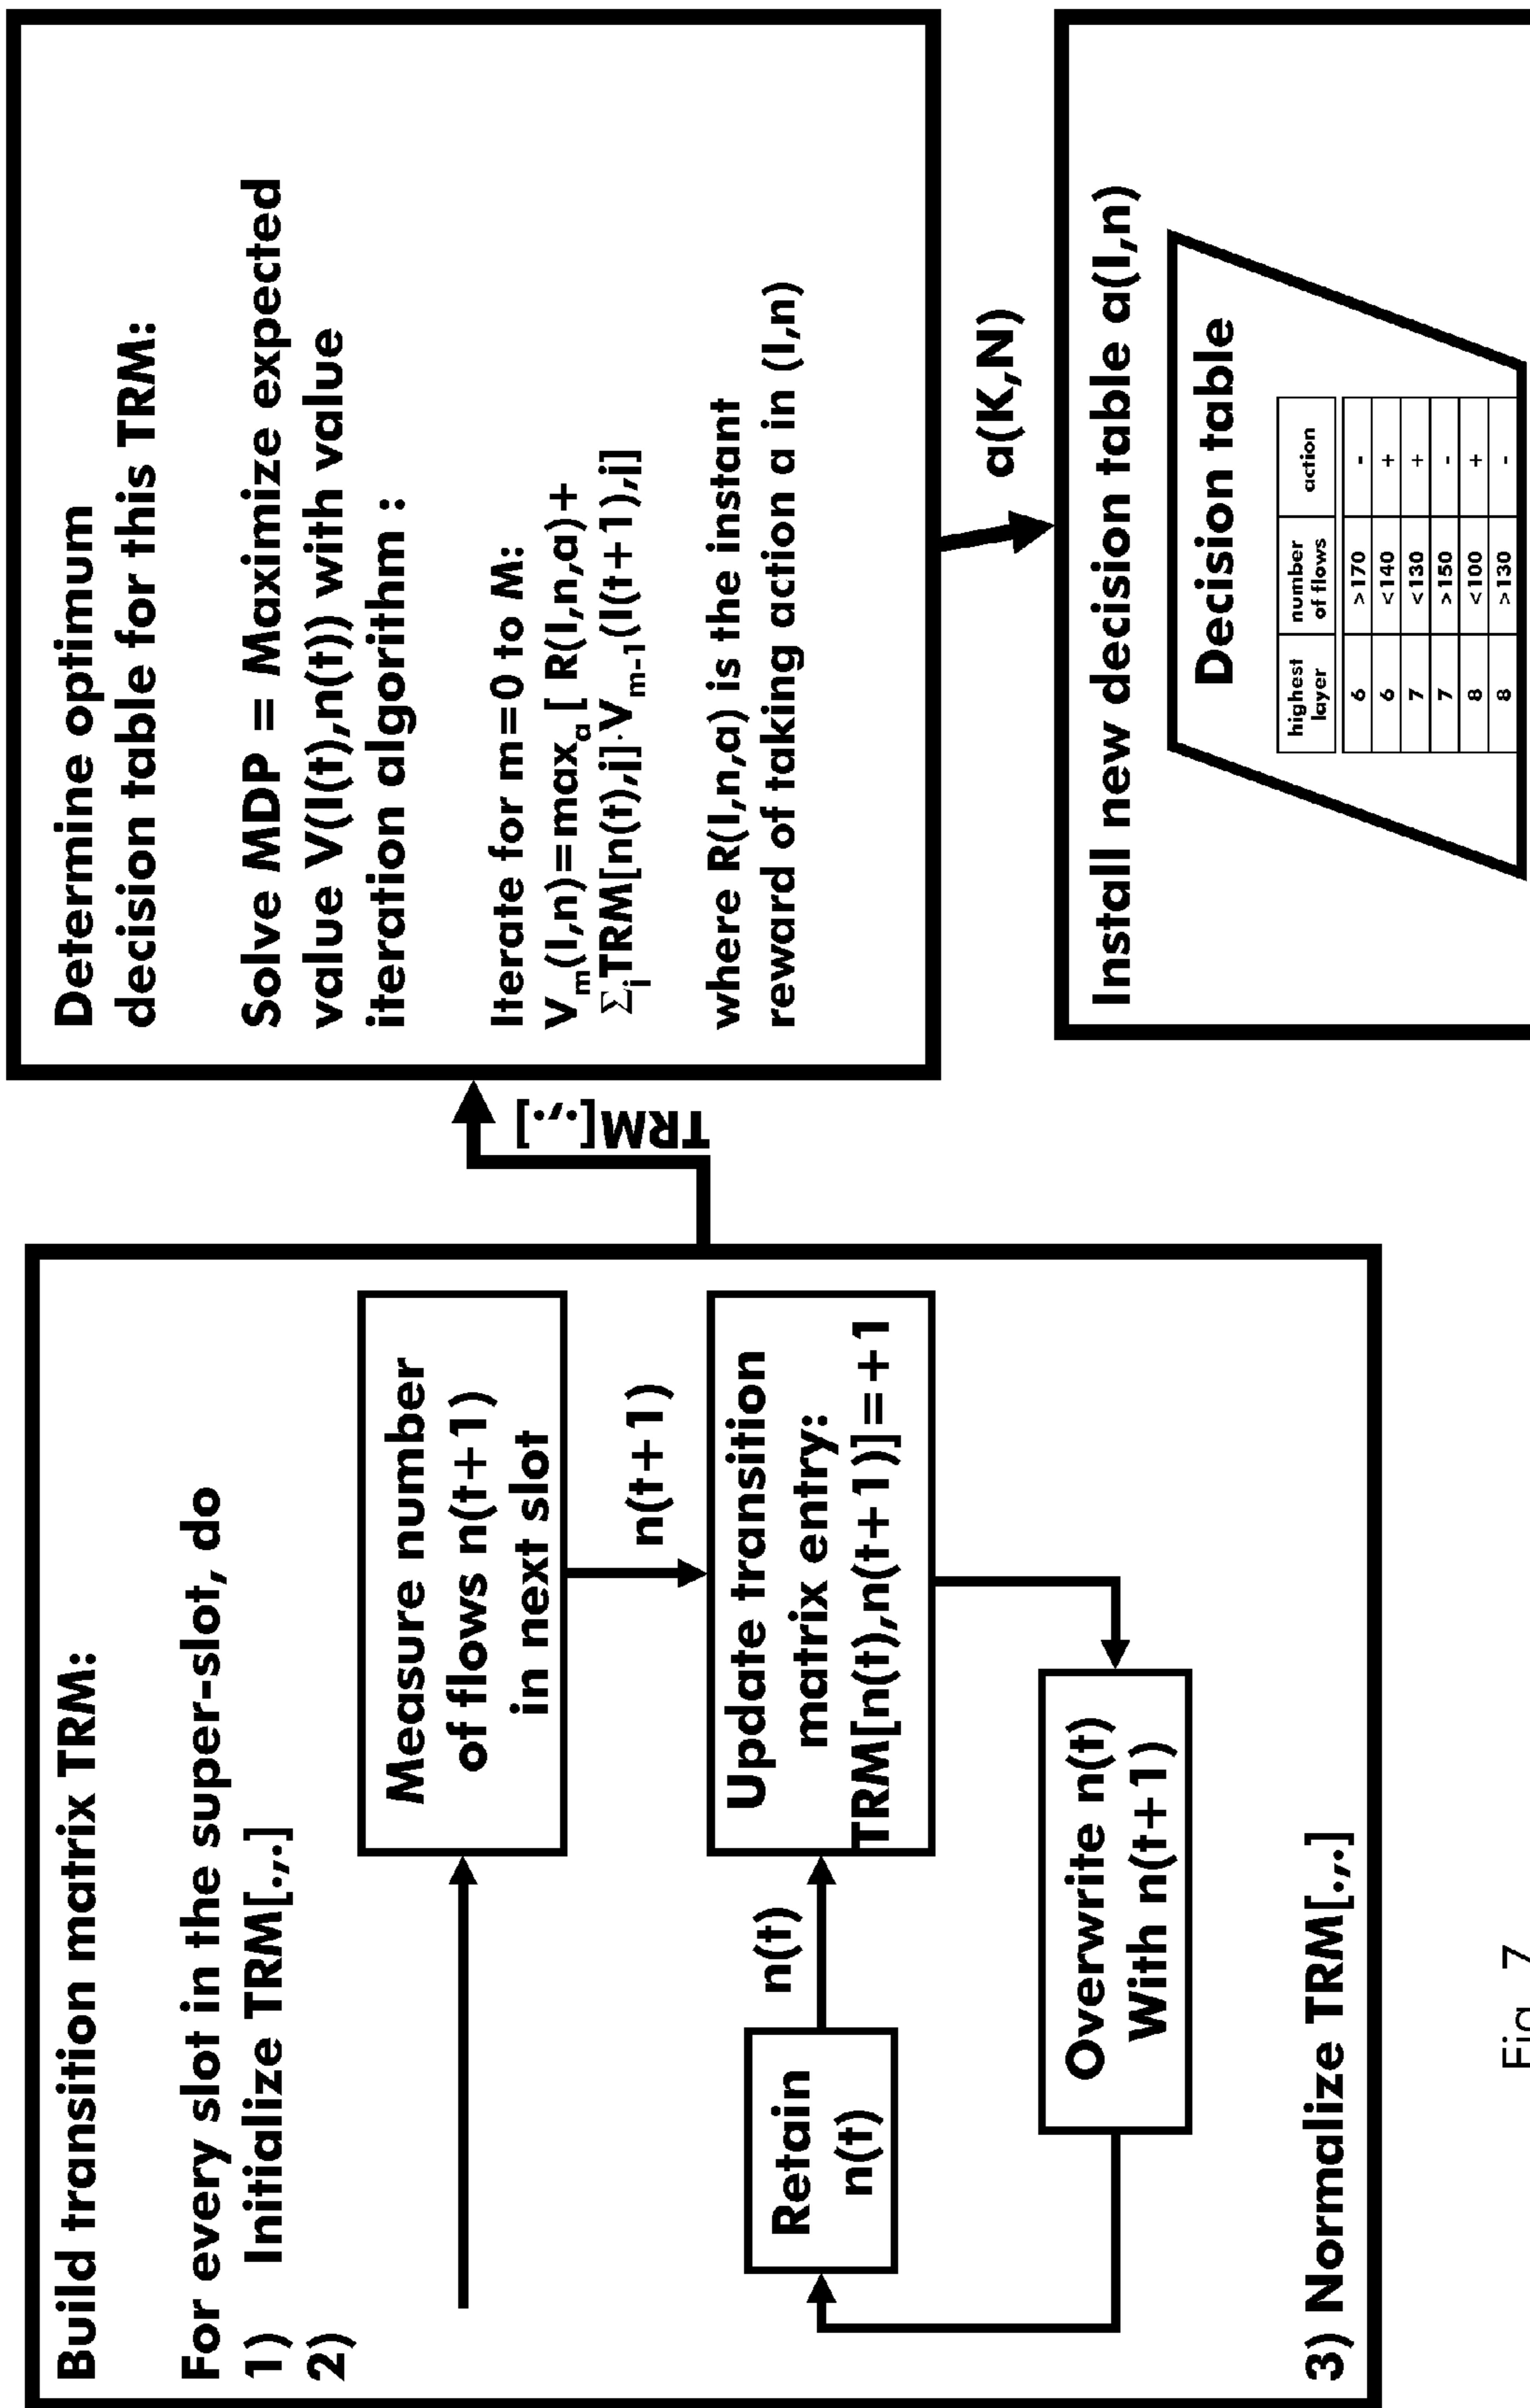 Build transition matrix TRM:
For every slot in the super-slot, do
1) Initialize TRM[.,.]
2)
Measure number
of flows n(t+1)
in next slot
n(t+1)
Retain
n(t)
n(t)
Update transition
matrix entry:
TRM[n(t),n(t+1)]=+1
Overwrite n(t)
With n(t+1)
3) Normalize TRM[.,.]
TRM[.,.]
Determine optimum
decision table for this TRM:
Solve MDP = Maximize expected
value V(l(t),n(t)) with value
iteration algorithm :
Iterate for m=0 to M:
Vm(l,n)=maxa[ R(l,n,a)+
ΣjTRM[n(t),j]·Vm-1(l(t+1),j]
where R(l,n,a) is the instant
reward of taking action a in (l,n)
a(K,N)
Install new decision table a(l,n)
Decision table
highest layer number of flows action
6 >170 -
6 <140 +
7 <130 +
7 >150 -
8 <100 +
8 >130 -
Fig. 7